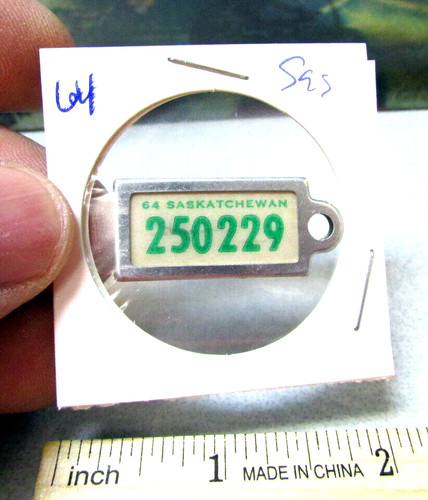 64
Sas
64 SASKATCHEWAN
250229
inch 1 MADE IN CHINA 2